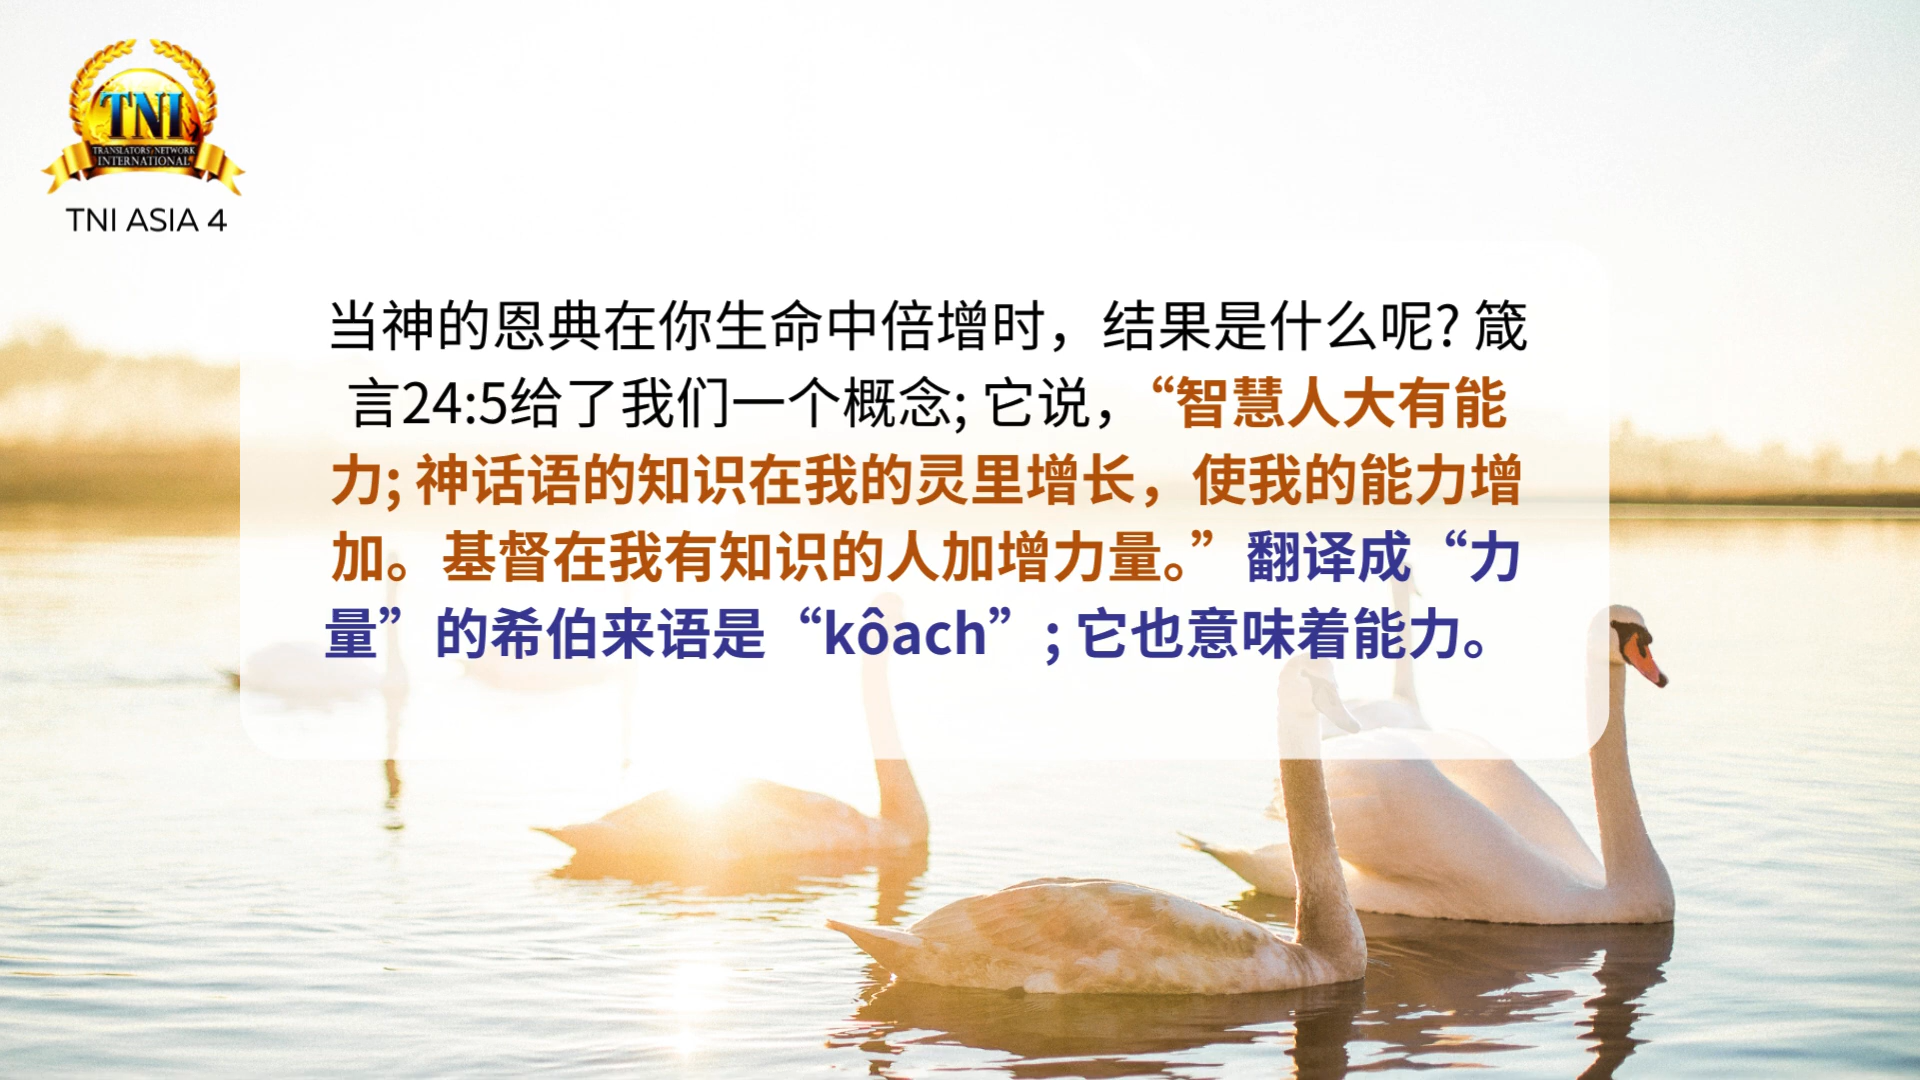 TNI
TRANSLATORS' NETWORK
INTERNATIONAL
TNI ASIA 4
当神的恩典在你生命中倍增时，结果是什么呢? 箴
言24:5给了我们一个概念; 它说，“智慧人大有能
力; 神话语的知识在我的灵里增长，使我的能力增
加。基督在我有知识的人加增力量。”翻译成“力
量”的希伯来语是“kôach”; 它也意味着能力。